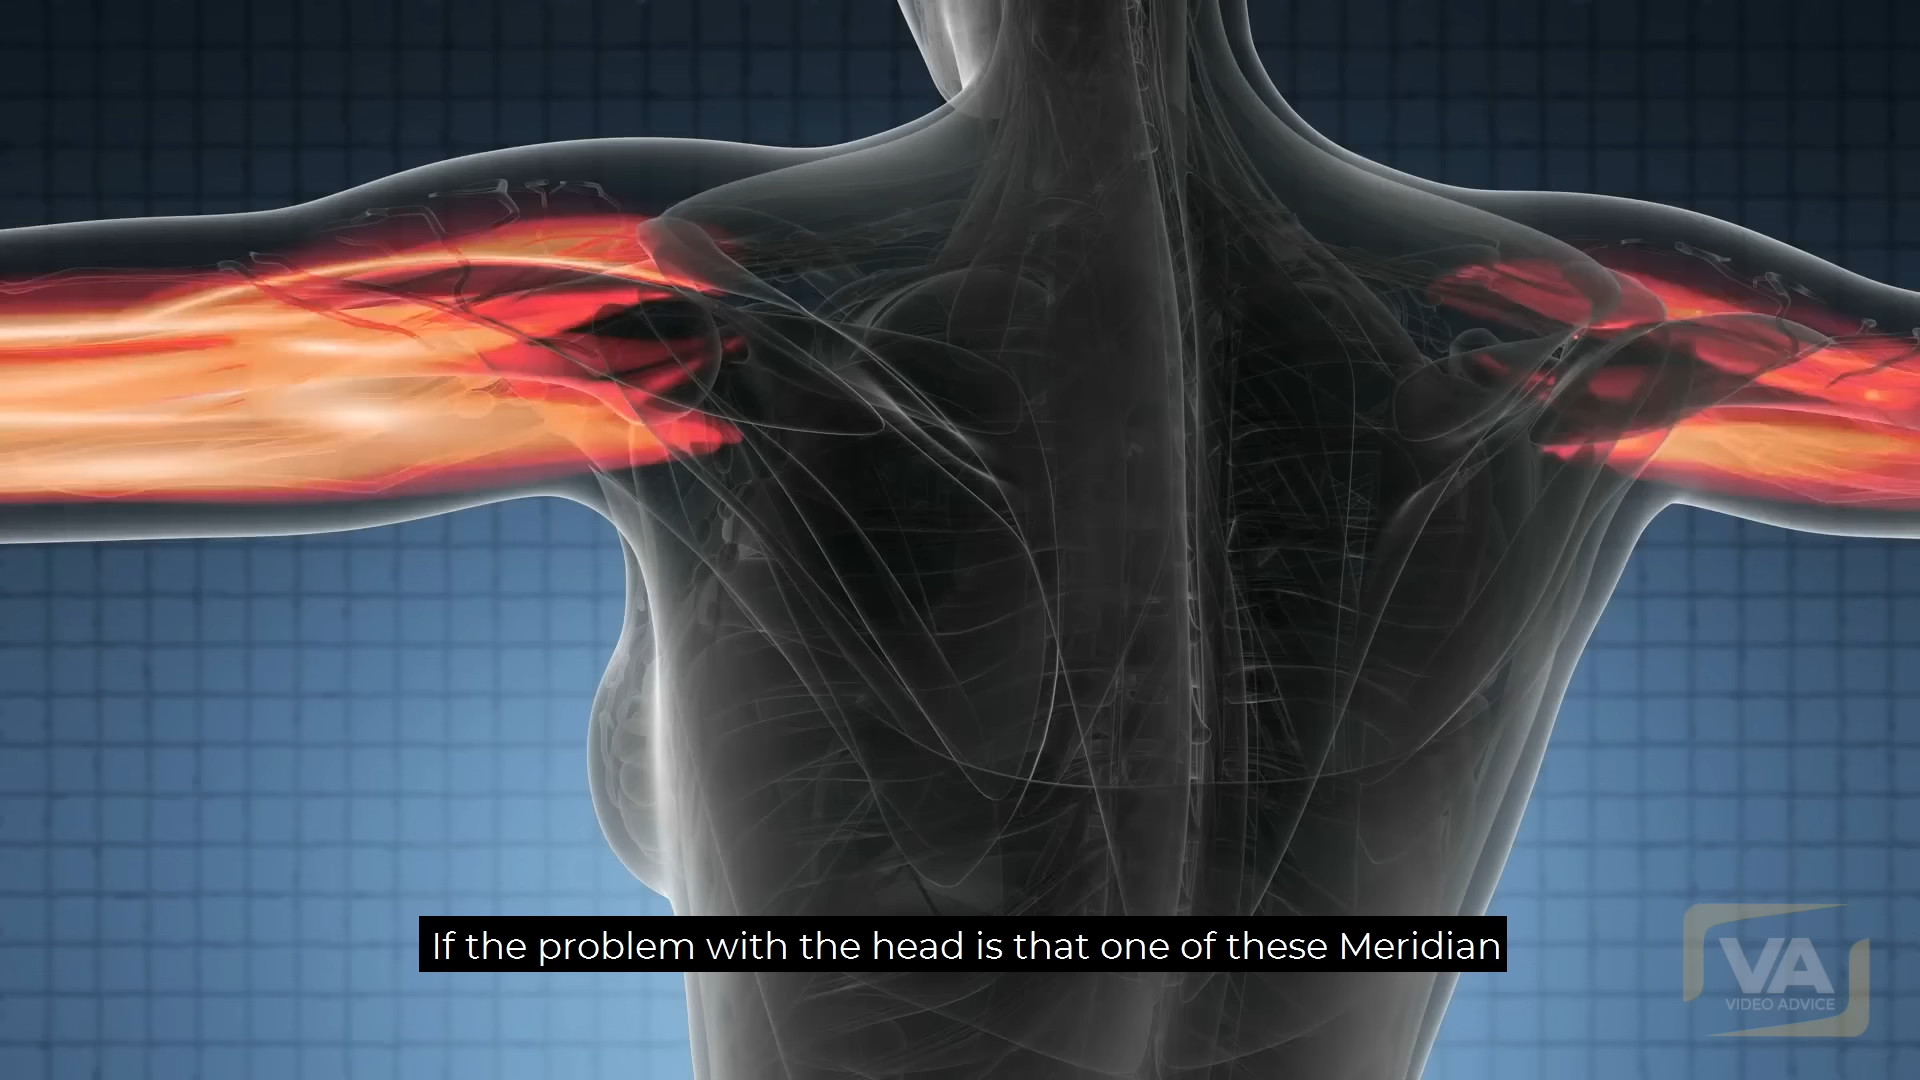 If the problem with the head is that one of these Meridian
VA
VIDEO ADVICE